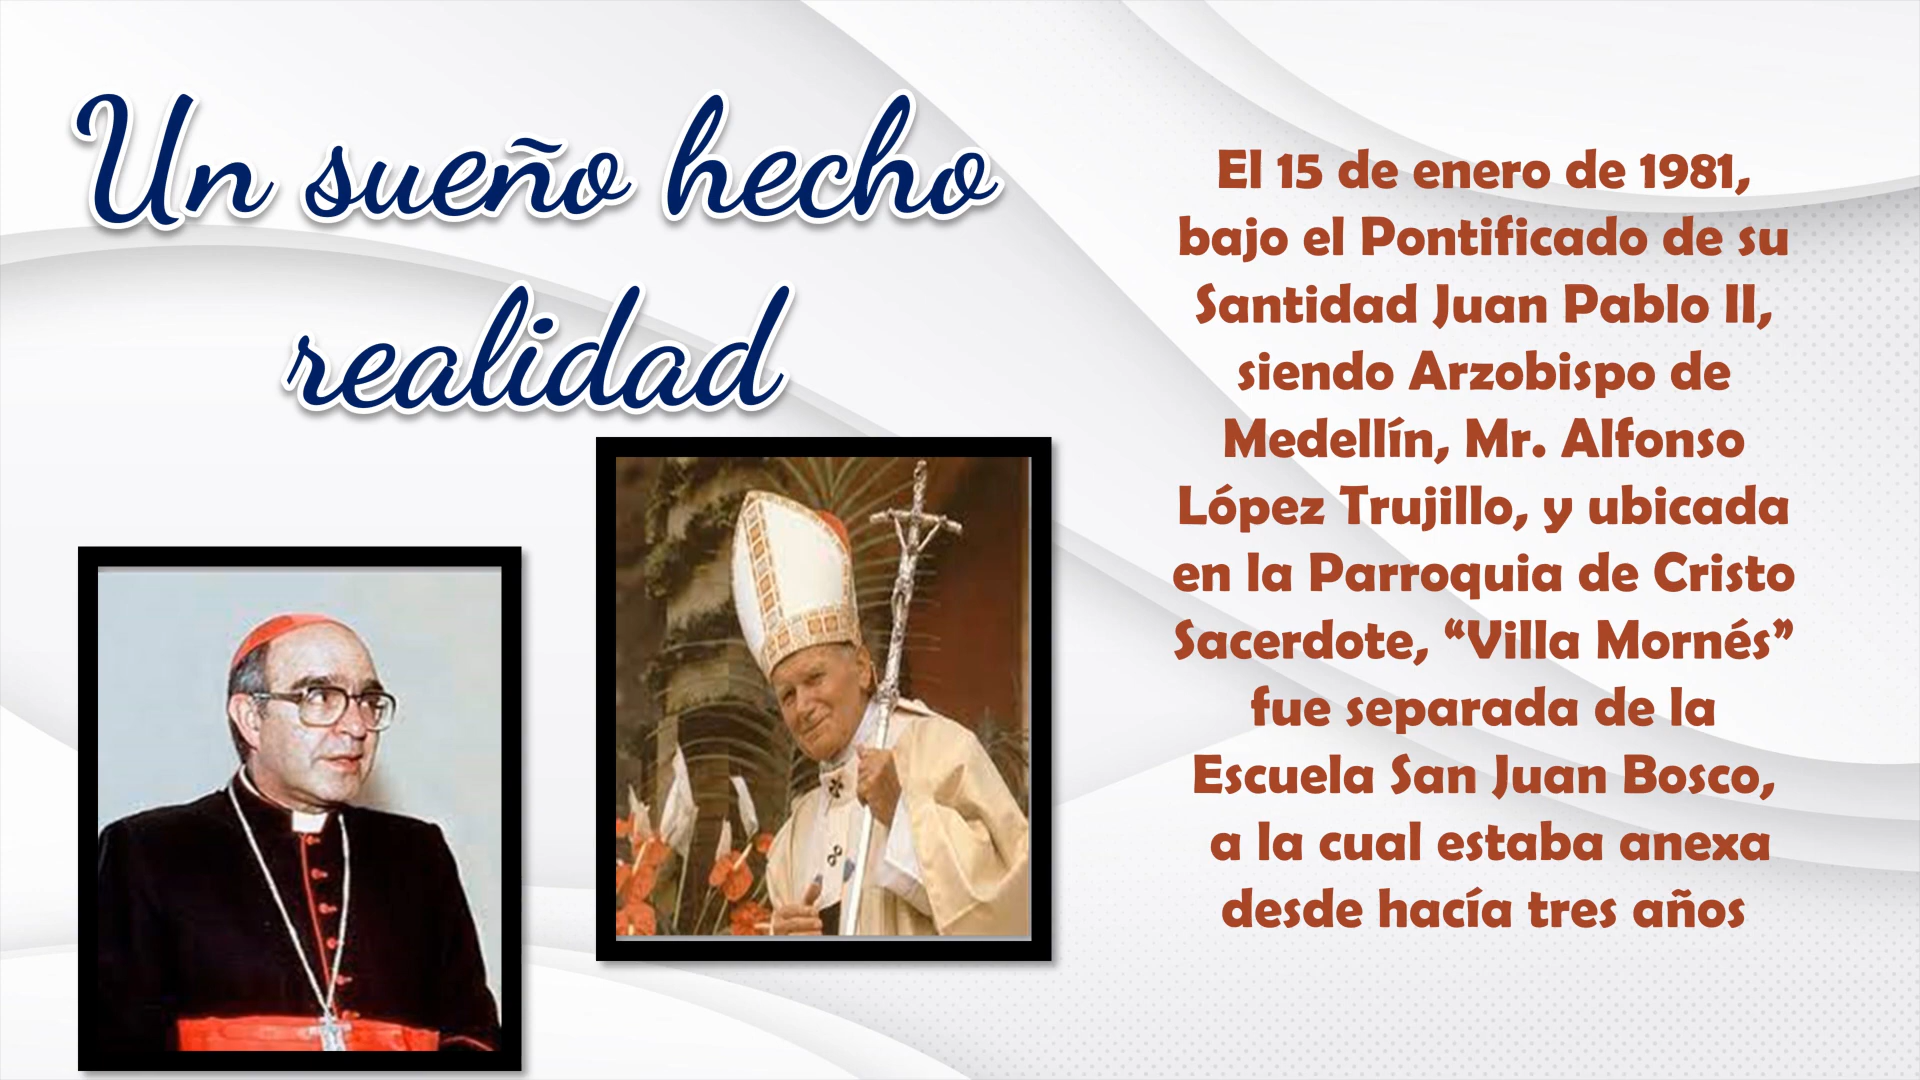 Un sueño hecho
realidad
El 15 de enero de 1981,
bajo el Pontificado de su
Santidad Juan Pablo II,
siendo Arzobispo de
Medellín, Mr. Alfonso
López Trujillo, y ubicada
en la Parroquia de Cristo
Sacerdote, “Villa Mornés”
fue separada de la
Escuela San Juan Bosco,
a la cual estaba anexa
desde hacía tres años